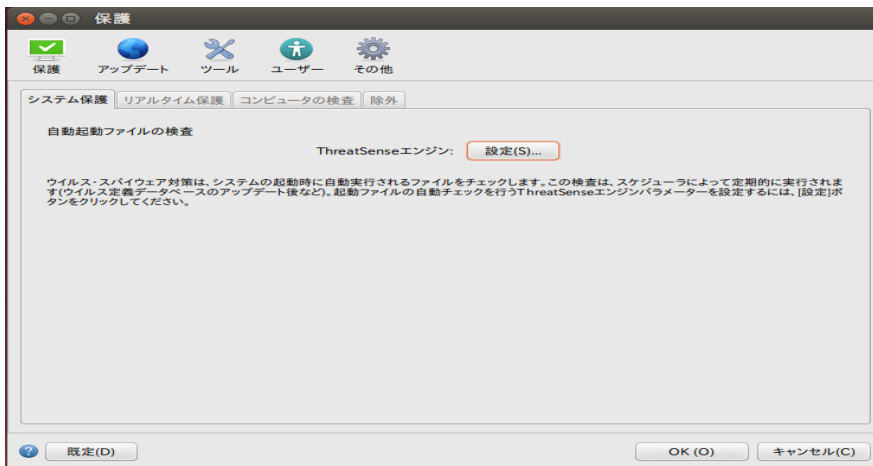 保護
保護 アップデート ツール ユーザー その他
システム保護 リアルタイム保護 コンピュータの検査 除外
自動起動ファイルの検査
ThreatSenseエンジン: 設定(S)...
ウイルス・スパイウェア対策は、システムの起動時に自動実行されるファイルをチェックします。この検査は、スケジューラによって定期的に実行されま
す(ウイルス定義データベースのアップデート後など)。起動ファイルの自動チェックを行うThreatSenseエンジンパラメーターを設定するには、[設定]ボ
タンをクリックしてください。
? 既定(D) OK (O) キャンセル(C)